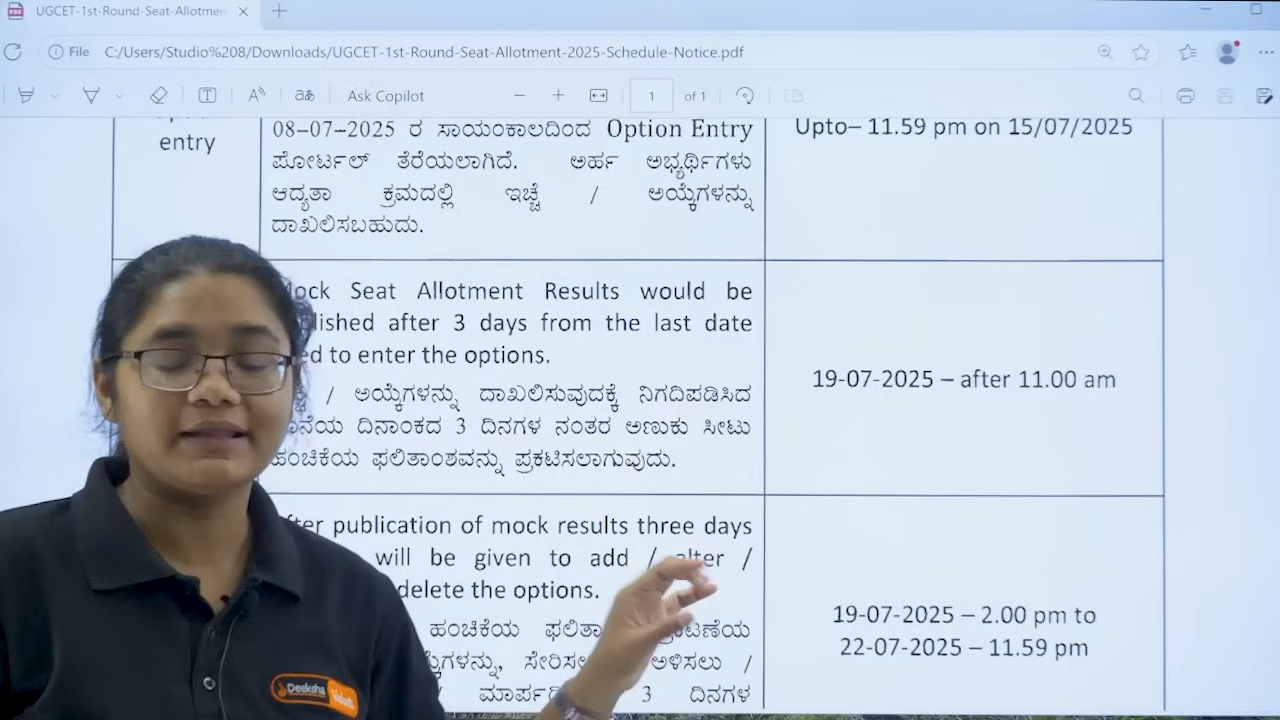 UGCET-1st-Round-Seat-Allotmen
File C:/Users/Studio%208/Downloads/UGCET-1st-Round-Seat-Allotment-2025-Schedule-Notice.pdf
Ask Copilot
1 of 1
entry
08-07-2025 ರ ಸಾಯಂಕಾಲದಿಂದ Option Entry
ಪೋರ್ಟಲ್ ತೆರೆಯಲಾಗಿದೆ. ಅರ್ಹ ಅಭ್ಯರ್ಥಿಗಳು
ಆದ್ಯತಾ ಕ್ರಮದಲ್ಲಿ ಇಚ್ಛೆ / ಆಯ್ಕೆಗಳನ್ನು
ದಾಖಲಿಸಬಹುದು.
Upto– 11.59 pm on 15/07/2025
Seat Allotment Results would be
after 3 days from the last date
to enter the options.
/ ಆಯ್ಕೆಗಳನ್ನು ದಾಖಲಿಸುವುದಕ್ಕೆ ನಿಗದಿಪಡಿಸಿದ
ದಿನಾಂಕದ 3 ದಿನಗಳ ನಂತರ ಅಣುಕು ಸೀಟು
ಹಂಚಿಕೆಯ ಫಲಿತಾಂಶವನ್ನು ಪ್ರಕಟಿಸಲಾಗುವುದು.
19-07-2025 – after 11.00 am
publication of mock results three days
will be given to add / alter /
delete the options.
ಹಂಚಿಕೆಯ
ಅಳಿಸಲು /
3 ದಿನಗಳ
19-07-2025 – 2.00 pm to
22-07-2025 – 11.59 pm
Deeksha